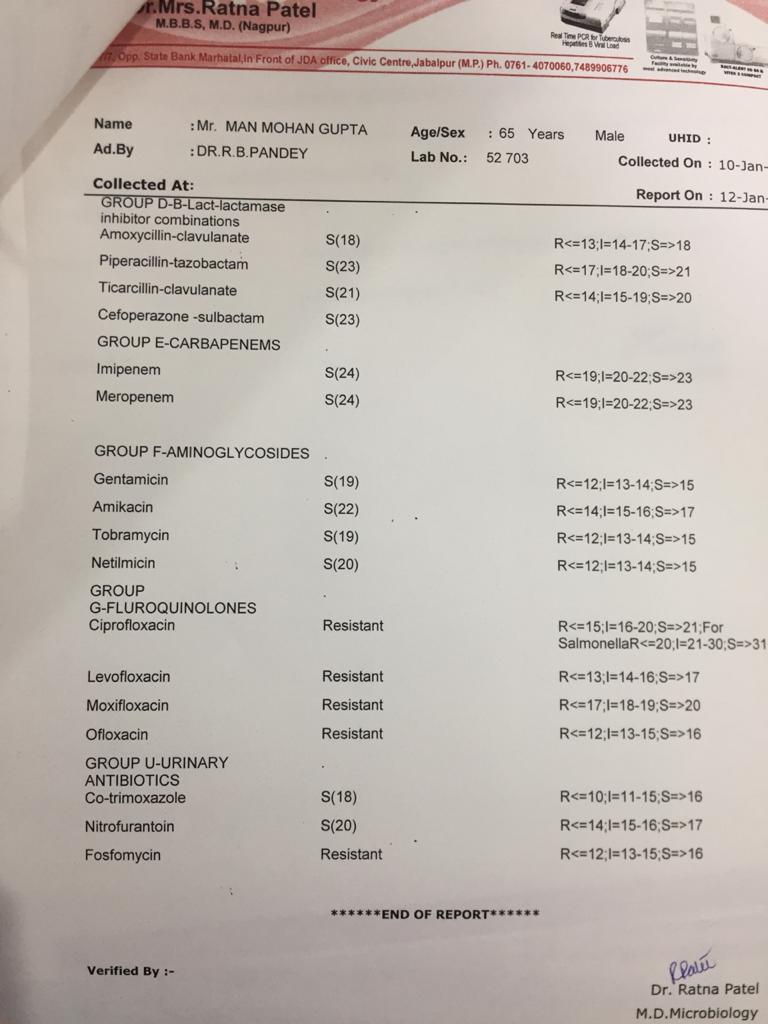 r.Mrs.Ratna Patel
M.B.B.S, M.D. (Nagpur)
Real Time PCR for Tuberculosis
Hepatities B Viral Load
Culture & Sensitivity
Facility available by
most advanced technology
Opp. State Bank Marhatal,In Front of JDA office, Civic Centre,Jabalpur (M.P.) Ph. 0761- 4070060,7489906776
Name :Mr. MAN MOHAN GUPTA Age/Sex : 65 Years Male UHID :
Ad.By :DR.R.B.PANDEY Lab No.: 52 703 Collected On : 10-Jan-
Collected At: Report On : 12-Jan-
GROUP D-B-Lact-lactamase
inhibitor combinations
Amoxycillin-clavulanate S(18) R<=13;I=14-17;S=>18
Piperacillin-tazobactam S(23) R<=17;I=18-20;S=>21
Ticarcillin-clavulanate S(21) R<=14;I=15-19;S=>20
Cefoperazone -sulbactam S(23)
GROUP E-CARBAPENEMS
Imipenem S(24) R<=19;I=20-22;S=>23
Meropenem S(24) R<=19;I=20-22;S=>23
GROUP F-AMINOGLYCOSIDES
Gentamicin S(19) R<=12;I=13-14;S=>15
Amikacin S(22) R<=14;I=15-16;S=>17
Tobramycin S(19) R<=12;I=13-14;S=>15
Netilmicin S(20) R<=12;I=13-14;S=>15
GROUP
G-FLUROQUINOLONES
Ciprofloxacin Resistant R<=15;I=16-20;S=>21;For
SalmonellaR<=20;I=21-30;S=>31
Levofloxacin Resistant R<=13;I=14-16;S=>17
Moxifloxacin Resistant R<=17;I=18-19;S=>20
Ofloxacin Resistant R<=12;I=13-15;S=>16
GROUP U-URINARY
ANTIBIOTICS
Co-trimoxazole S(18) R<=10;I=11-15;S=>16
Nitrofurantoin S(20) R<=14;I=15-16;S=>17
Fosfomycin Resistant R<=12;I=13-15;S=>16
******END OF REPORT******
Verified By :-
Dr. Ratna Patel
M.D.Microbiology